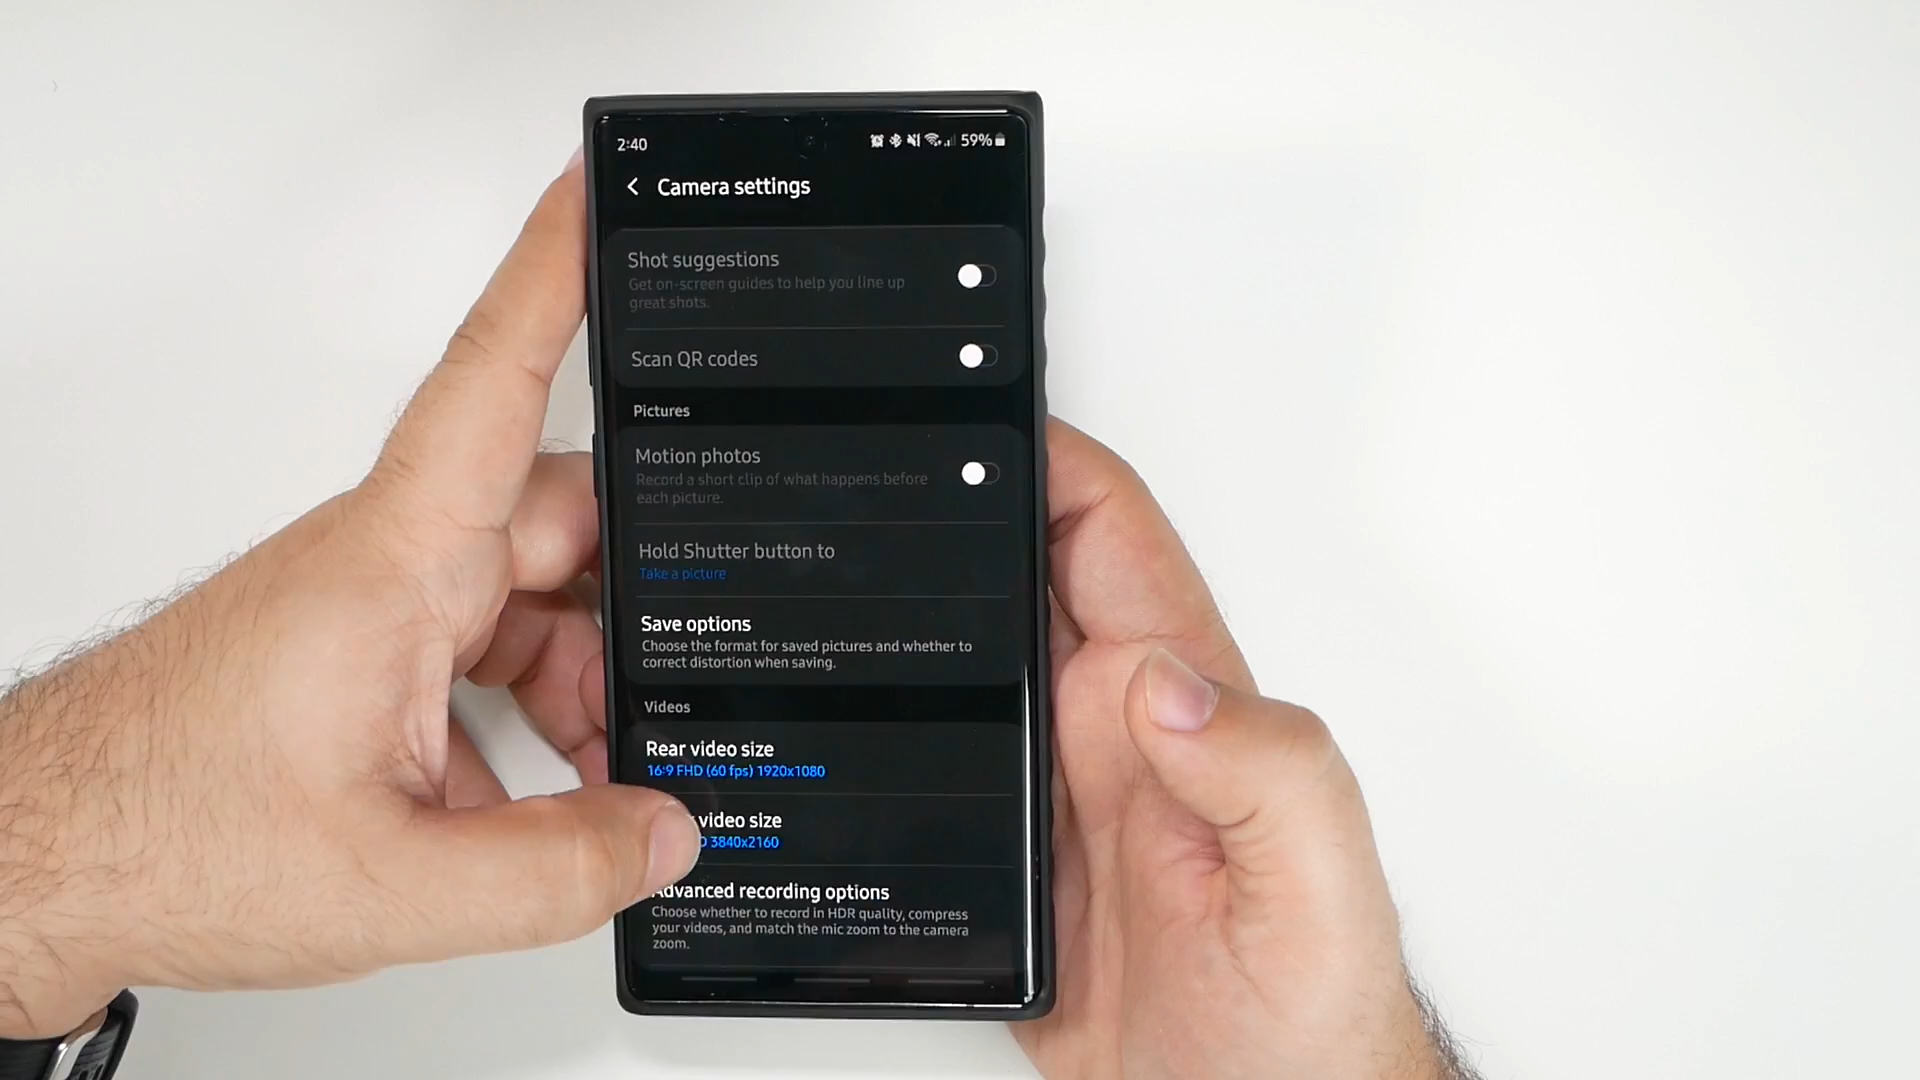 2:40
59%
Camera settings
Shot suggestions
Get on-screen guides to help you line up
great shots.
Scan QR codes
Pictures
Motion photos
Record a short clip of what happens before
each picture.
Hold Shutter button to
Take a picture
Save options
Choose the format for saved pictures and whether to
correct distortion when saving.
Videos
Rear video size
16:9 FHD (60 fps) 1920x1080
video size
3840x2160
Advanced recording options
Choose whether to record in HDR quality, compress
your videos, and match the mic zoom to the camera
zoom.